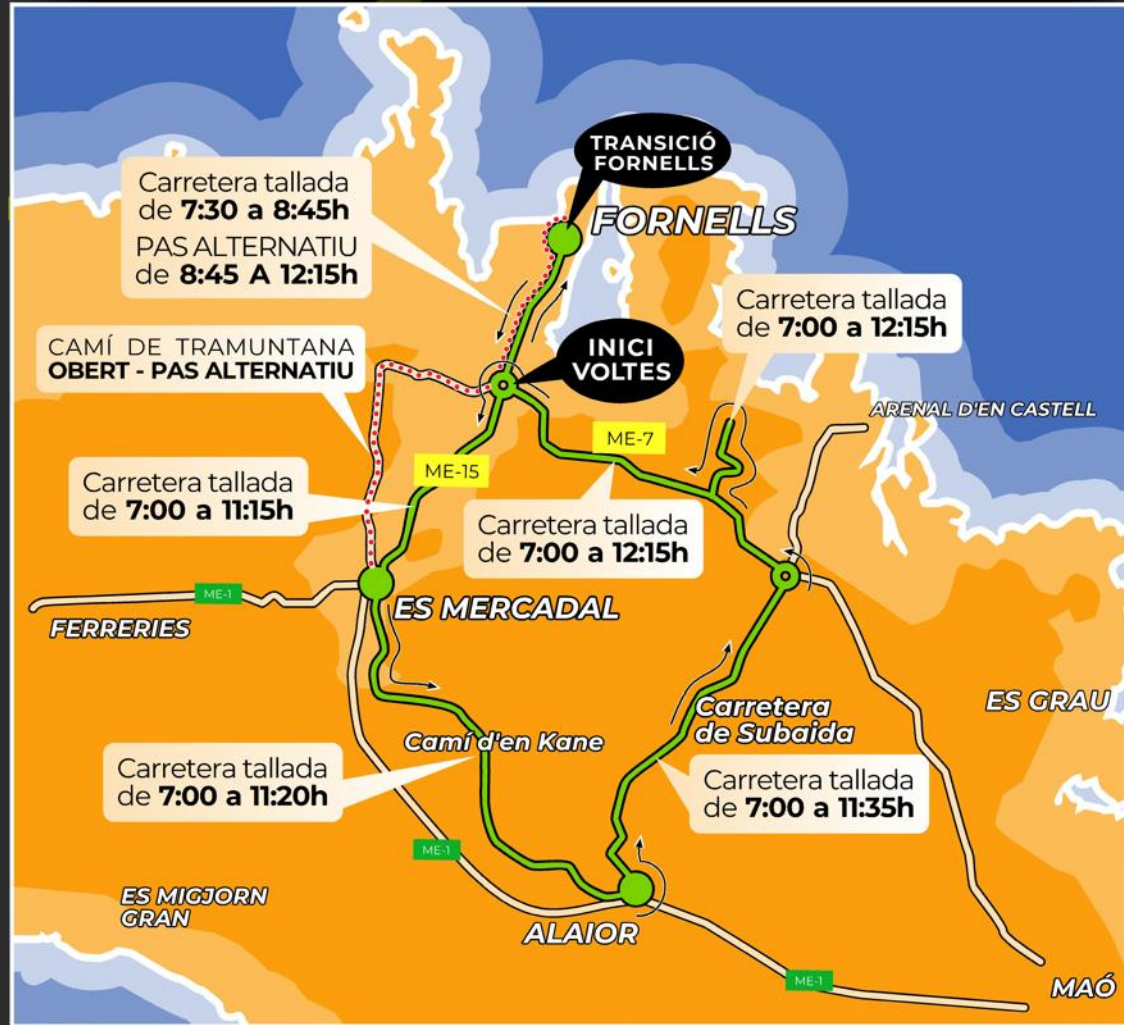 TRANSICIÓ
FORNELLS
FORNELLS
Carretera tallada
de 7:30 a 8:45h
PAS ALTERNATIU
de 8:45 A 12:15h
Carretera tallada
de 7:00 a 12:15h
CAMÍ DE TRAMUNTANA
OBERT - PAS ALTERNATIU
INICI
VOLTES
ARENAL D'EN CASTELL
ME-7
ME-15
Carretera tallada
de 7:00 a 11:15h
Carretera tallada
de 7:00 a 12:15h
ME-1
FERRERIES
ES MERCADAL
ES GRAU
Carretera
de Subaida
Camí d'en Kane
Carretera tallada
de 7:00 a 11:20h
Carretera tallada
de 7:00 a 11:35h
ME-1
ES MIGJORN
GRAN
ALAIOR
ME-1
MAÓ